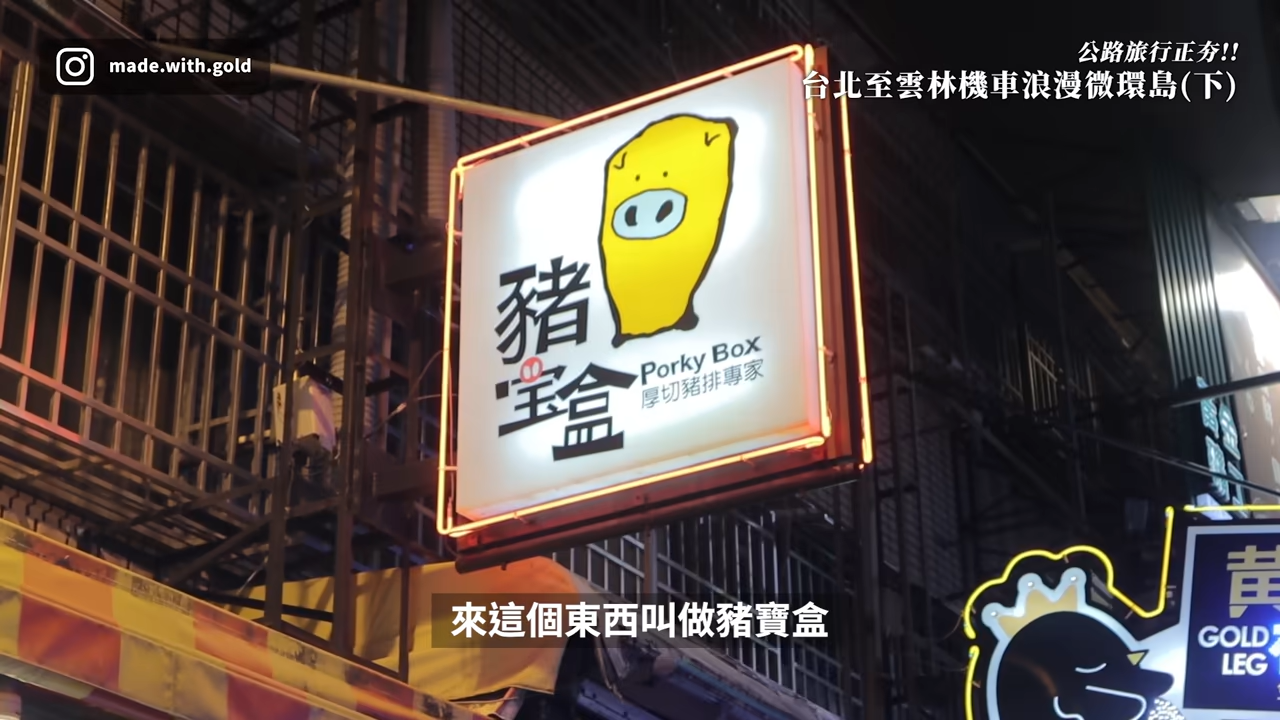 made.with.gold
公路旅行正夯!!
台北至雲林機車浪漫微環島(下)
豬
宝盒
Porky Box
厚切豬排專家
黃
GOLD
LEG
來這個東西叫做豬寶盒